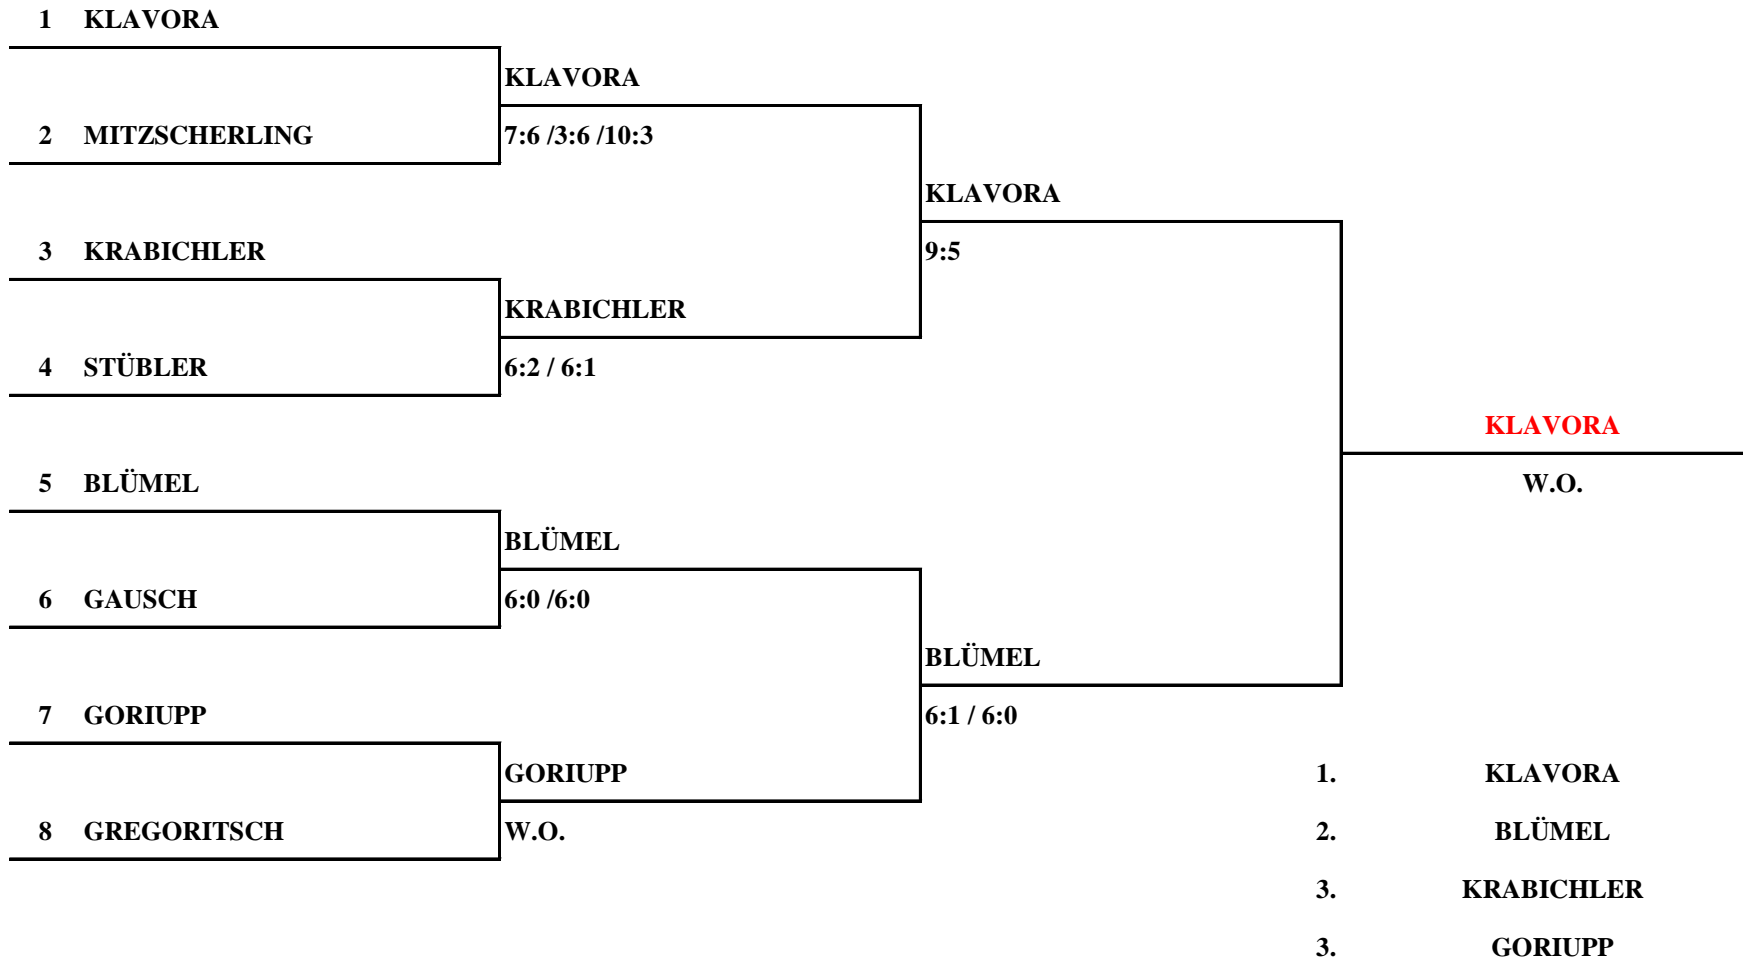 1 KLAVORA
KLAVORA
2 MITZSCHERLING 7:6 /3:6 /10:3
KLAVORA
3 KRABICHLER 9:5
KRABICHLER
4 STÜBLER 6:2 / 6:1
KLAVORA
5 BLÜMEL W.O.
BLÜMEL
6 GAUSCH 6:0 /6:0
BLÜMEL
7 GORIUPP 6:1 / 6:0
GORIUPP 1. KLAVORA
8 GREGORITSCH W.O. 2. BLÜMEL
3. KRABICHLER
3. GORIUPP